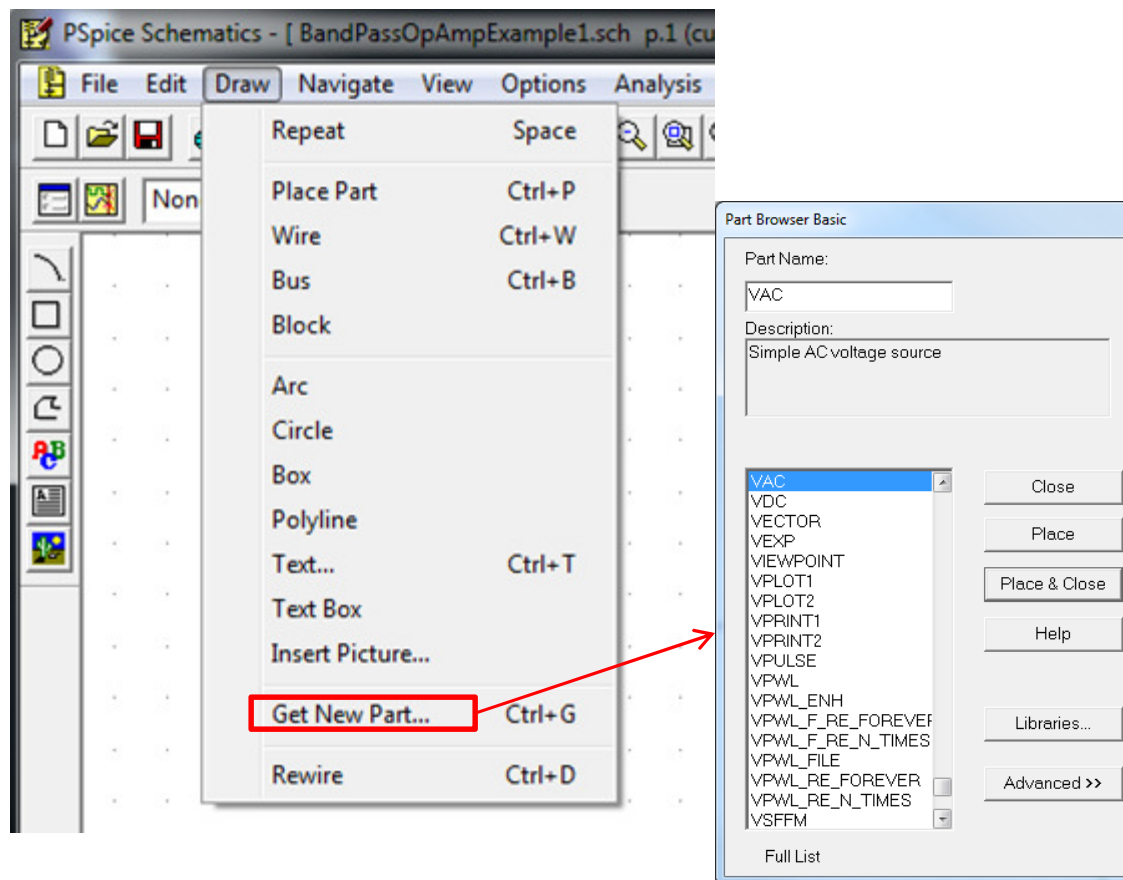 PSpice Schematics - [ BandPassOpAmpExample1.sch p.1 (cu
File Edit Draw Navigate View Options Analysis
Non
Repeat Space
Place Part Ctrl+P
Wire Ctrl+W
Bus Ctrl+B
Block
Arc
Circle
Box
Polyline
Text... Ctrl+T
Text Box
Insert Picture...
Get New Part... Ctrl+G
Rewire Ctrl+D
ABC
A
Part Browser Basic
Part Name:
VAC
Description:
Simple AC voltage source
VAC
VDC
VECTOR
VEXP
VIEWPOINT
VPLOT1
VPLOT2
VPRINT1
VPRINT2
VPULSE
VPWL
VPWL_ENH
VPWL_F_RE_FOREVER
VPWL_F_RE_N_TIMES
VPWL_FILE
VPWL_RE_FOREVER
VPWL_RE_N_TIMES
VSFFM
Full List
Close
Place
Place & Close
Help
Libraries...
Advanced >>